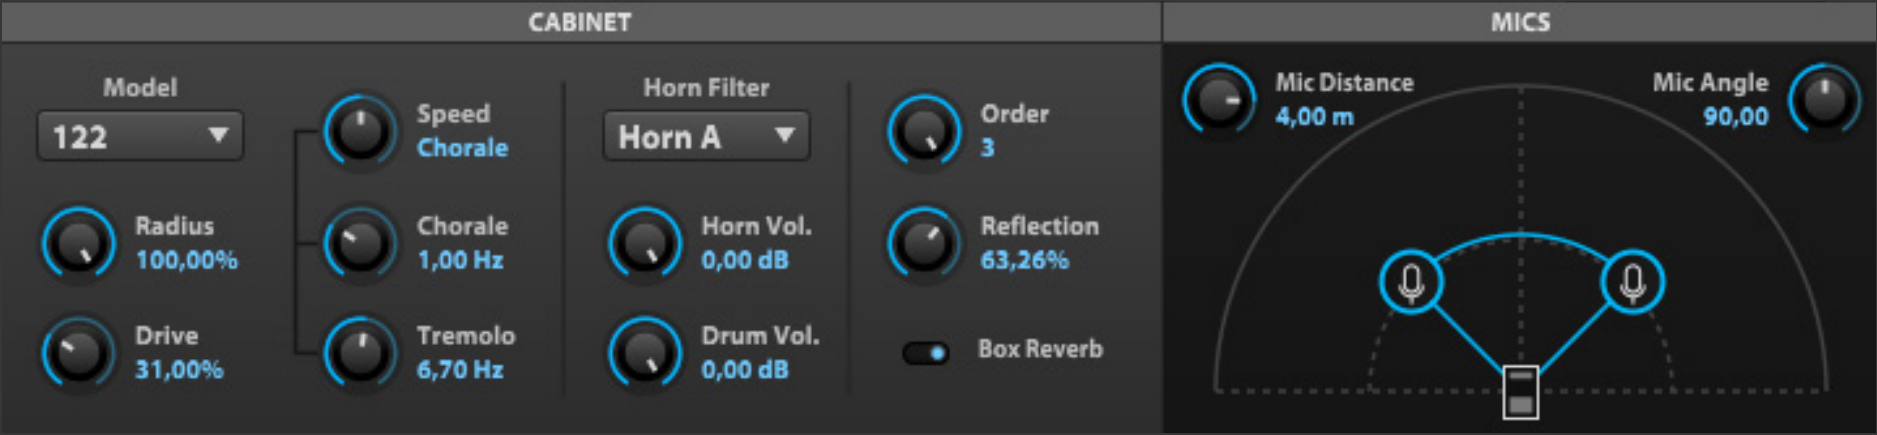 CABINET
Model
122
Radius
100,00%
Drive
31,00%
Speed
Chorale
Chorale
1,00 Hz
Tremolo
6,70 Hz
Horn Filter
Horn A
Horn Vol.
0,00 dB
Drum Vol.
0,00 dB
Order
3
Reflection
63,26%
Box Reverb
MICS
Mic Distance
4,00 m
Mic Angle
90,00